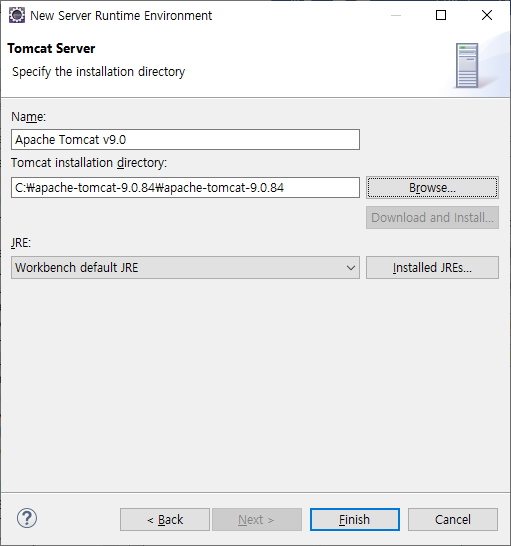 New Server Runtime Environment
Tomcat Server
Specify the installation directory
Name:
Apache Tomcat v9.0
Tomcat installation directory:
C:₩apache-tomcat-9.0.84₩apache-tomcat-9.0.84
Browse...
Download and Install...
JRE:
Workbench default JRE
Installed JREs...
?
< Back
Next >
Finish
Cancel